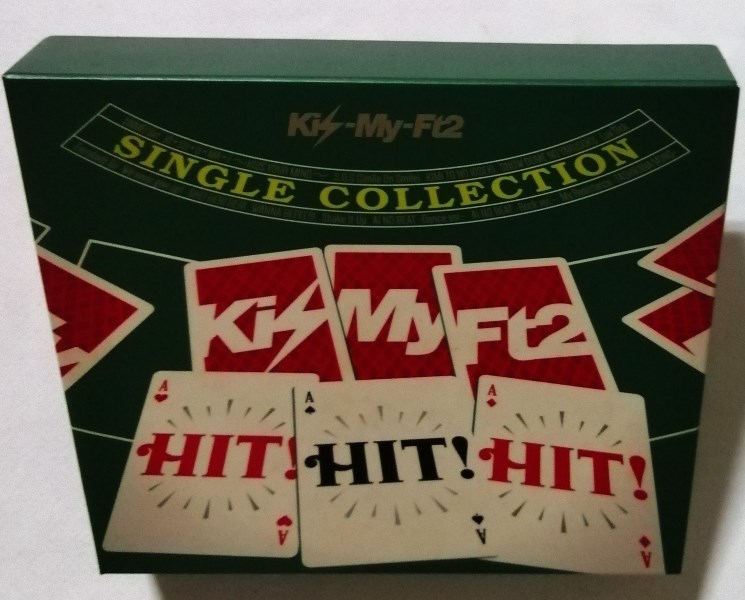 Kis-My-Ft2
SINGLE COLLECTION
Kis My Ft2
A A A
HIT! HIT! HIT!
A A A